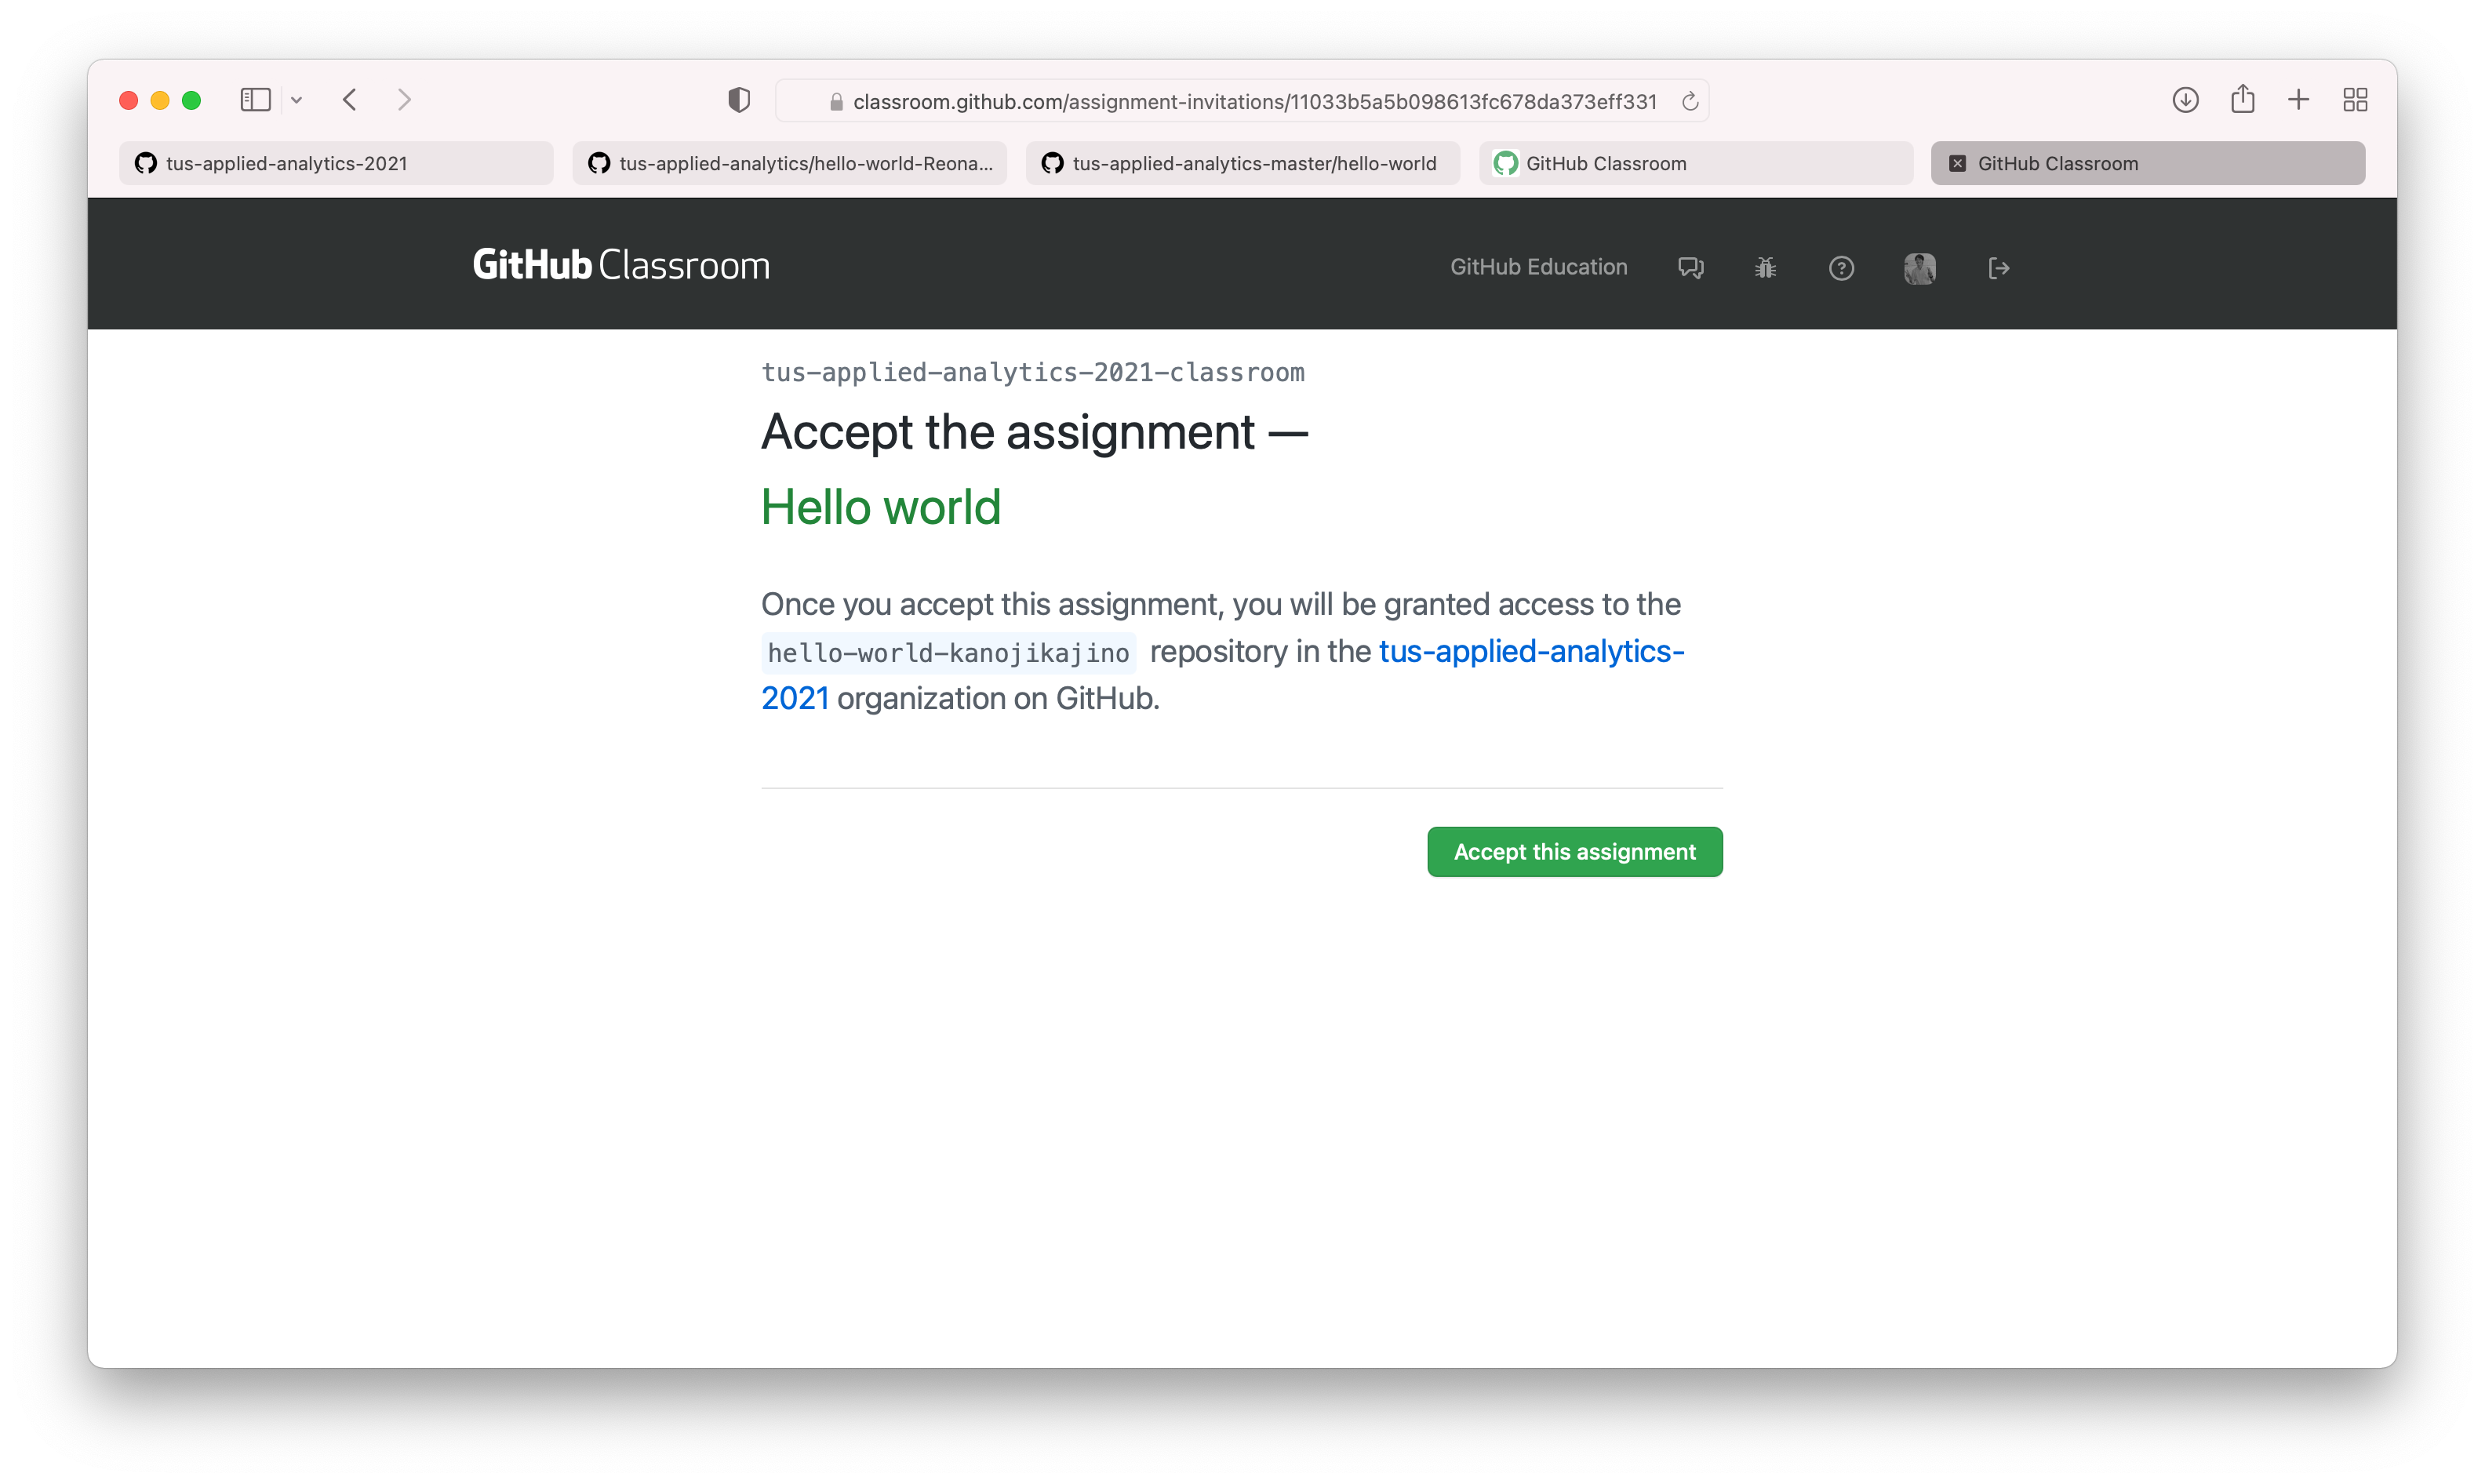 classroom.github.com/assignment-invitations/11033b5a5b098613fc678da373eff331
tus-applied-analytics-2021
tus-applied-analytics/hello-world-Reona...
tus-applied-analytics-master/hello-world
GitHub Classroom
GitHub Classroom
GitHub Classroom
GitHub Education
tus-applied-analytics-2021-classroom
Accept the assignment —
Hello world
Once you accept this assignment, you will be granted access to the
hello-world-kanojikajino repository in the tus-applied-analytics-
2021 organization on GitHub.
Accept this assignment